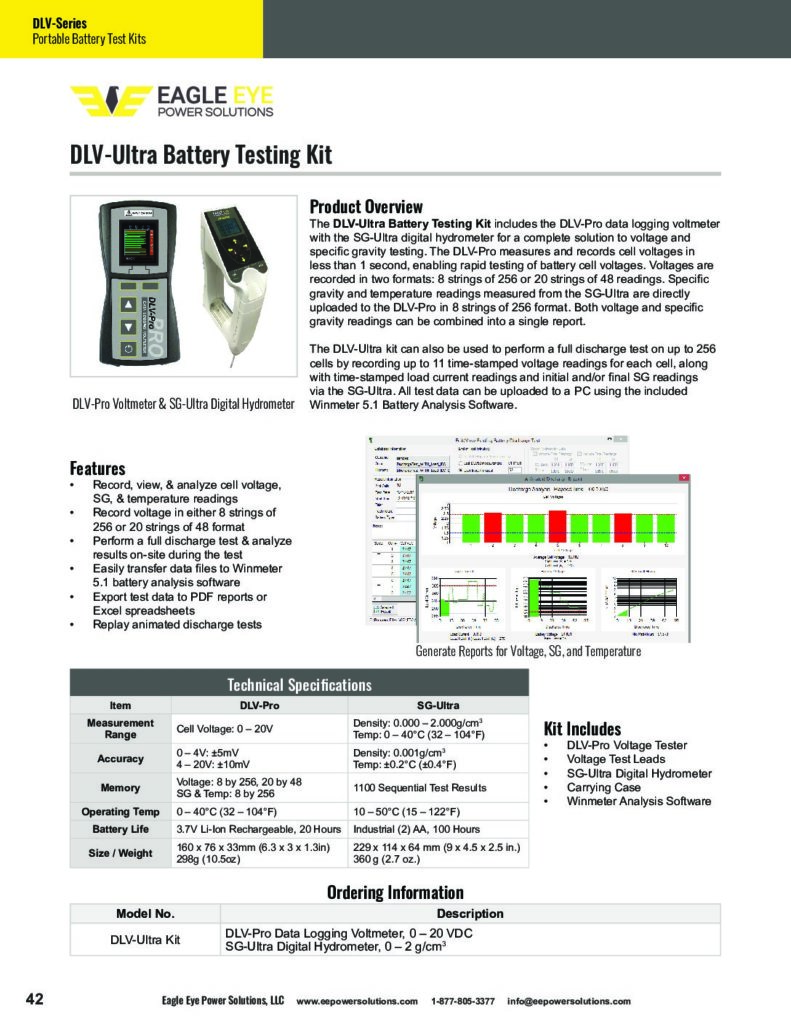 DLV-Series
Portable Battery Test Kits
EAGLE EYE
POWER SOLUTIONS
DLV-Ultra Battery Testing Kit
DLV-Pro
PRO
DLV-Pro Voltmeter & SG-Ultra Digital Hydrometer
Product Overview
The DLV-Ultra Battery Testing Kit includes the DLV-Pro data logging voltmeter
with the SG-Ultra digital hydrometer for a complete solution to voltage and
specific gravity testing. The DLV-Pro measures and records cell voltages in
less than 1 second, enabling rapid testing of battery cell voltages. Voltages are
recorded in two formats: 8 strings of 256 or 20 strings of 48 readings. Specific
gravity and temperature readings measured from the SG-Ultra are directly
uploaded to the DLV-Pro in 8 strings of 256 format. Both voltage and specific
gravity readings can be combined into a single report.
The DLV-Ultra kit can also be used to perform a full discharge test on up to 256
cells by recording up to 11 time-stamped voltage readings for each cell, along
with time-stamped load current readings and initial and/or final SG readings
via the SG-Ultra. All test data can be uploaded to a PC using the included
Winmeter 5.1 Battery Analysis Software.
Features
• Record, view, & analyze cell voltage,
SG, & temperature readings
• Record voltage in either 8 strings of
256 or 20 strings of 48 format
• Perform a full discharge test & analyze
results on-site during the test
• Easily transfer data files to Winmeter
5.1 battery analysis software
• Export test data to PDF reports or
Excel spreadsheets
• Replay animated discharge tests
Generate Reports for Voltage, SG, and Temperature
Technical Specifications
Item DLV-Pro SG-Ultra
Measurement
Range
Cell Voltage: 0 – 20V
Density: 0.000 – 2.000g/cm³
Temp: 0 – 40°C (32 – 104°F)
Accuracy
0 – 4V: ±5mV
4 – 20V: ±10mV
Density: 0.001g/cm³
Temp: ±0.2°C (±0.4°F)
Memory
Voltage: 8 by 256, 20 by 48
SG & Temp: 8 by 256
1100 Sequential Test Results
Operating Temp 0 – 40°C (32 – 104°F) 10 – 50°C (15 – 122°F)
Battery Life 3.7V Li-Ion Rechargeable, 20 Hours Industrial (2) AA, 100 Hours
Size / Weight
160 x 76 x 33mm (6.3 x 3 x 1.3in)
298g (10.5oz)
229 x 114 x 64 mm (9 x 4.5 x 2.5 in.)
360 g (2.7 oz.)
Kit Includes
• DLV-Pro Voltage Tester
• Voltage Test Leads
• SG-Ultra Digital Hydrometer
• Carrying Case
• Winmeter Analysis Software
Ordering Information
Model No. Description
DLV-Ultra Kit
DLV-Pro Data Logging Voltmeter, 0 – 20 VDC
SG-Ultra Digital Hydrometer, 0 – 2 g/cm³
42
Eagle Eye Power Solutions, LLC www.eepowersolutions.com 1-877-805-3377 info@eepowersolutions.com